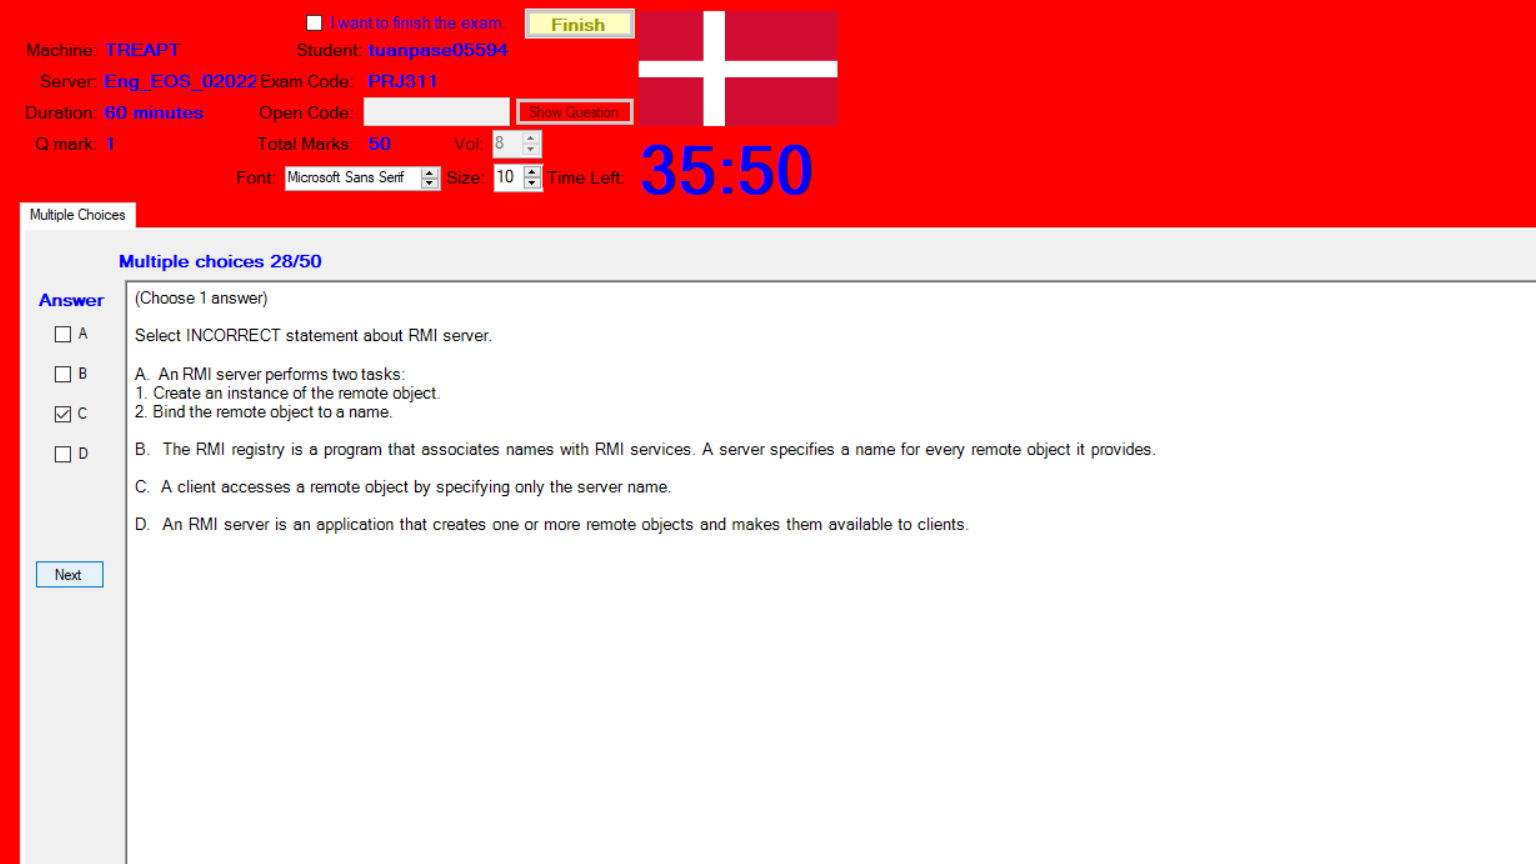 I want to finish the exam.
Finish
Machine: TREAPT
Student: tuanpase05594
Server: Eng_EOS_02022
Exam Code: PRJ311
Duration: 60 minutes
Open Code:
Show Question
Q mark: 1
Total Marks: 50
Vol: 8
Font: Microsoft Sans Serif
Size: 10
Time Left: 35:50
Multiple Choices
Multiple choices 28/50
Answer
A
B
C
D
Next
(Choose 1 answer)
Select INCORRECT statement about RMI server.
A. An RMI server performs two tasks:
1. Create an instance of the remote object.
2. Bind the remote object to a name.
B. The RMI registry is a program that associates names with RMI services. A server specifies a name for every remote object it provides.
C. A client accesses a remote object by specifying only the server name.
D. An RMI server is an application that creates one or more remote objects and makes them available to clients.